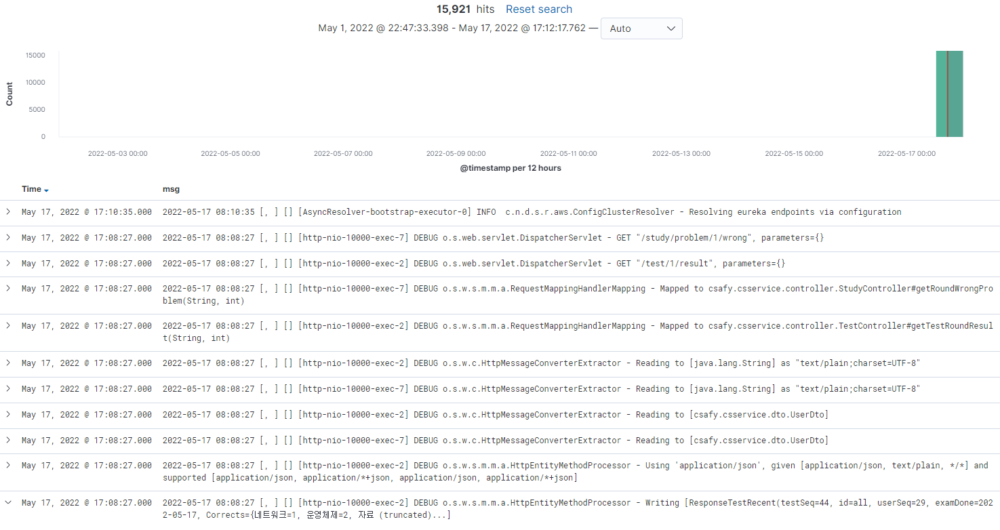 15,921 hits Reset search
May 1, 2022 @ 22:47:33.398 - May 17, 2022 @ 17:12:17.762 — Auto
15000
10000
5000
0
Count
2022-05-03 00:00 2022-05-05 00:00 2022-05-07 00:00 2022-05-09 00:00 2022-05-11 00:00 2022-05-13 00:00 2022-05-15 00:00 2022-05-17 00:00
@timestamp per 12 hours
Time msg
May 17, 2022 @ 17:10:35.000 2022-05-17 08:10:35 [, ] [] [AsyncResolver-bootstrap-executor-0] INFO  c.n.d.s.r.aws.ConfigClusterResolver - Resolving eureka endpoints via configuration
May 17, 2022 @ 17:08:27.000 2022-05-17 08:08:27 [, ] [] [http-nio-10000-exec-7] DEBUG o.s.web.servlet.DispatcherServlet - GET "/study/problem/1/wrong", parameters={}
May 17, 2022 @ 17:08:27.000 2022-05-17 08:08:27 [, ] [] [http-nio-10000-exec-2] DEBUG o.s.web.servlet.DispatcherServlet - GET "/test/1/result", parameters={}
May 17, 2022 @ 17:08:27.000 2022-05-17 08:08:27 [, ] [] [http-nio-10000-exec-7] DEBUG o.s.w.s.m.m.a.RequestMappingHandlerMapping - Mapped to csafy.csservice.controller.StudyController#getRoundWrongPro
blem(String, int)
May 17, 2022 @ 17:08:27.000 2022-05-17 08:08:27 [, ] [] [http-nio-10000-exec-2] DEBUG o.s.w.s.m.m.a.RequestMappingHandlerMapping - Mapped to csafy.csservice.controller.TestController#getTestRoundResul
t(String, int)
May 17, 2022 @ 17:08:27.000 2022-05-17 08:08:27 [, ] [] [http-nio-10000-exec-2] DEBUG o.s.w.c.HttpMessageConverterExtractor - Reading to [java.lang.String] as "text/plain;charset=UTF-8"
May 17, 2022 @ 17:08:27.000 2022-05-17 08:08:27 [, ] [] [http-nio-10000-exec-7] DEBUG o.s.w.c.HttpMessageConverterExtractor - Reading to [java.lang.String] as "text/plain;charset=UTF-8"
May 17, 2022 @ 17:08:27.000 2022-05-17 08:08:27 [, ] [] [http-nio-10000-exec-2] DEBUG o.s.w.c.HttpMessageConverterExtractor - Reading to [csafy.csservice.dto.UserDto]
May 17, 2022 @ 17:08:27.000 2022-05-17 08:08:27 [, ] [] [http-nio-10000-exec-7] DEBUG o.s.w.c.HttpMessageConverterExtractor - Reading to [csafy.csservice.dto.UserDto]
May 17, 2022 @ 17:08:27.000 2022-05-17 08:08:27 [, ] [] [http-nio-10000-exec-2] DEBUG o.s.w.s.m.m.a.HttpEntityMethodProcessor - Using 'application/json', given [application/json, text/plain, */*] and
supported [application/json, application/*+json, application/json, application/*+json]
May 17, 2022 @ 17:08:27.000 2022-05-17 08:08:27 [, ] [] [http-nio-10000-exec-2] DEBUG o.s.w.s.m.m.a.HttpEntityMethodProcessor - Writing [ResponseTestRecent(testSeq=44, id=all, userSeq=29, examDone=202
2-05-17, Corrects={네트워크=1, 운영체제=2, 자료 (truncated)...]